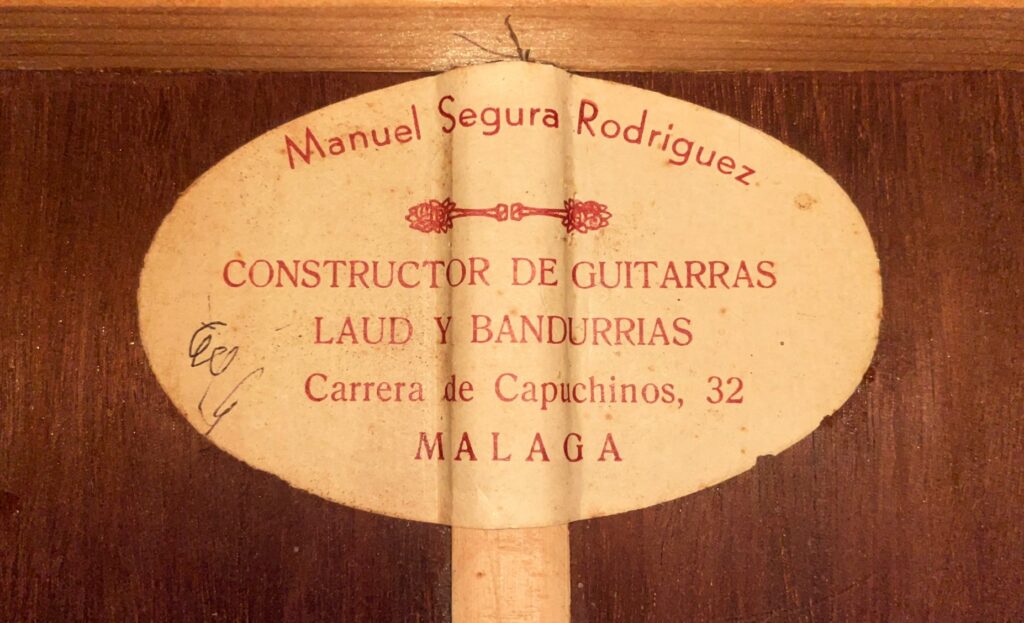 Manuel Segura Rodriguez
CONSTRUCTOR DE GUITARRAS
LAUD Y BANDURRIAS
Carrera de Capuchinos, 32
MALAGA